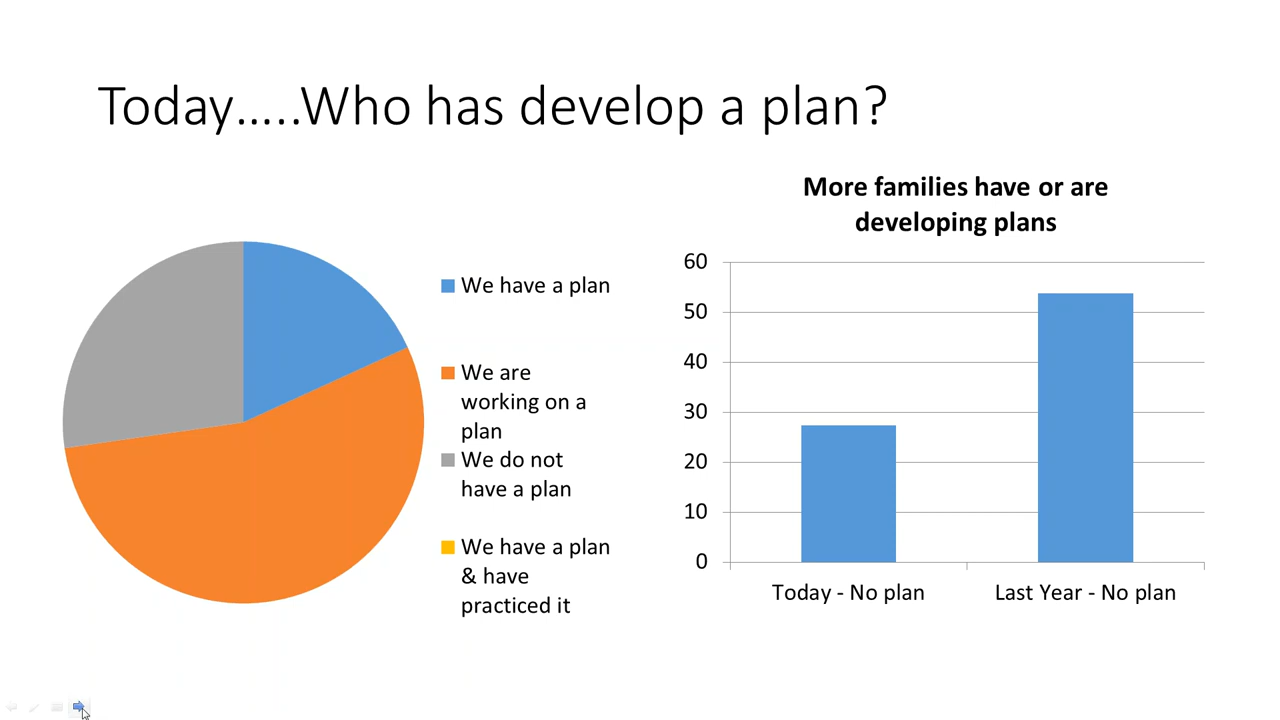 Today…..Who has develop a plan?
We have a plan
We are
working on a
plan
We do not
have a plan
We have a plan
& have
practiced it
More families have or are
developing plans
60
50
40
30
20
10
0
Today - No plan
Last Year - No plan